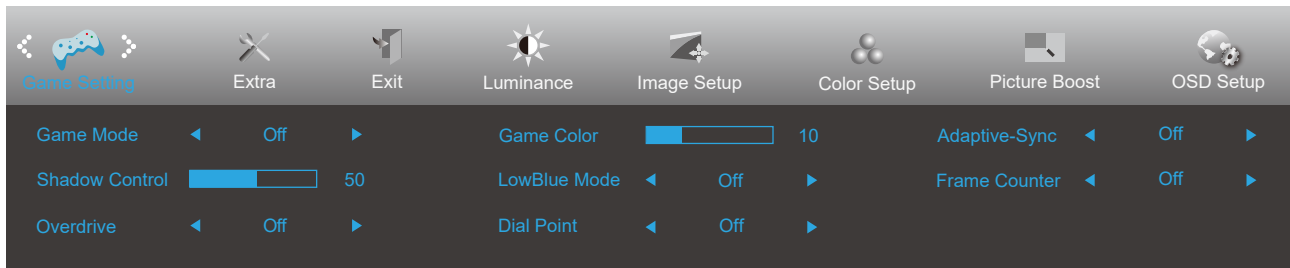 Game Setting Extra Exit Luminance Image Setup Color Setup Picture Boost OSD Setup
Game Mode Off Game Color 10 Adaptive-Sync Off
Shadow Control 50 LowBlue Mode Off Frame Counter Off
Overdrive Off Dial Point Off